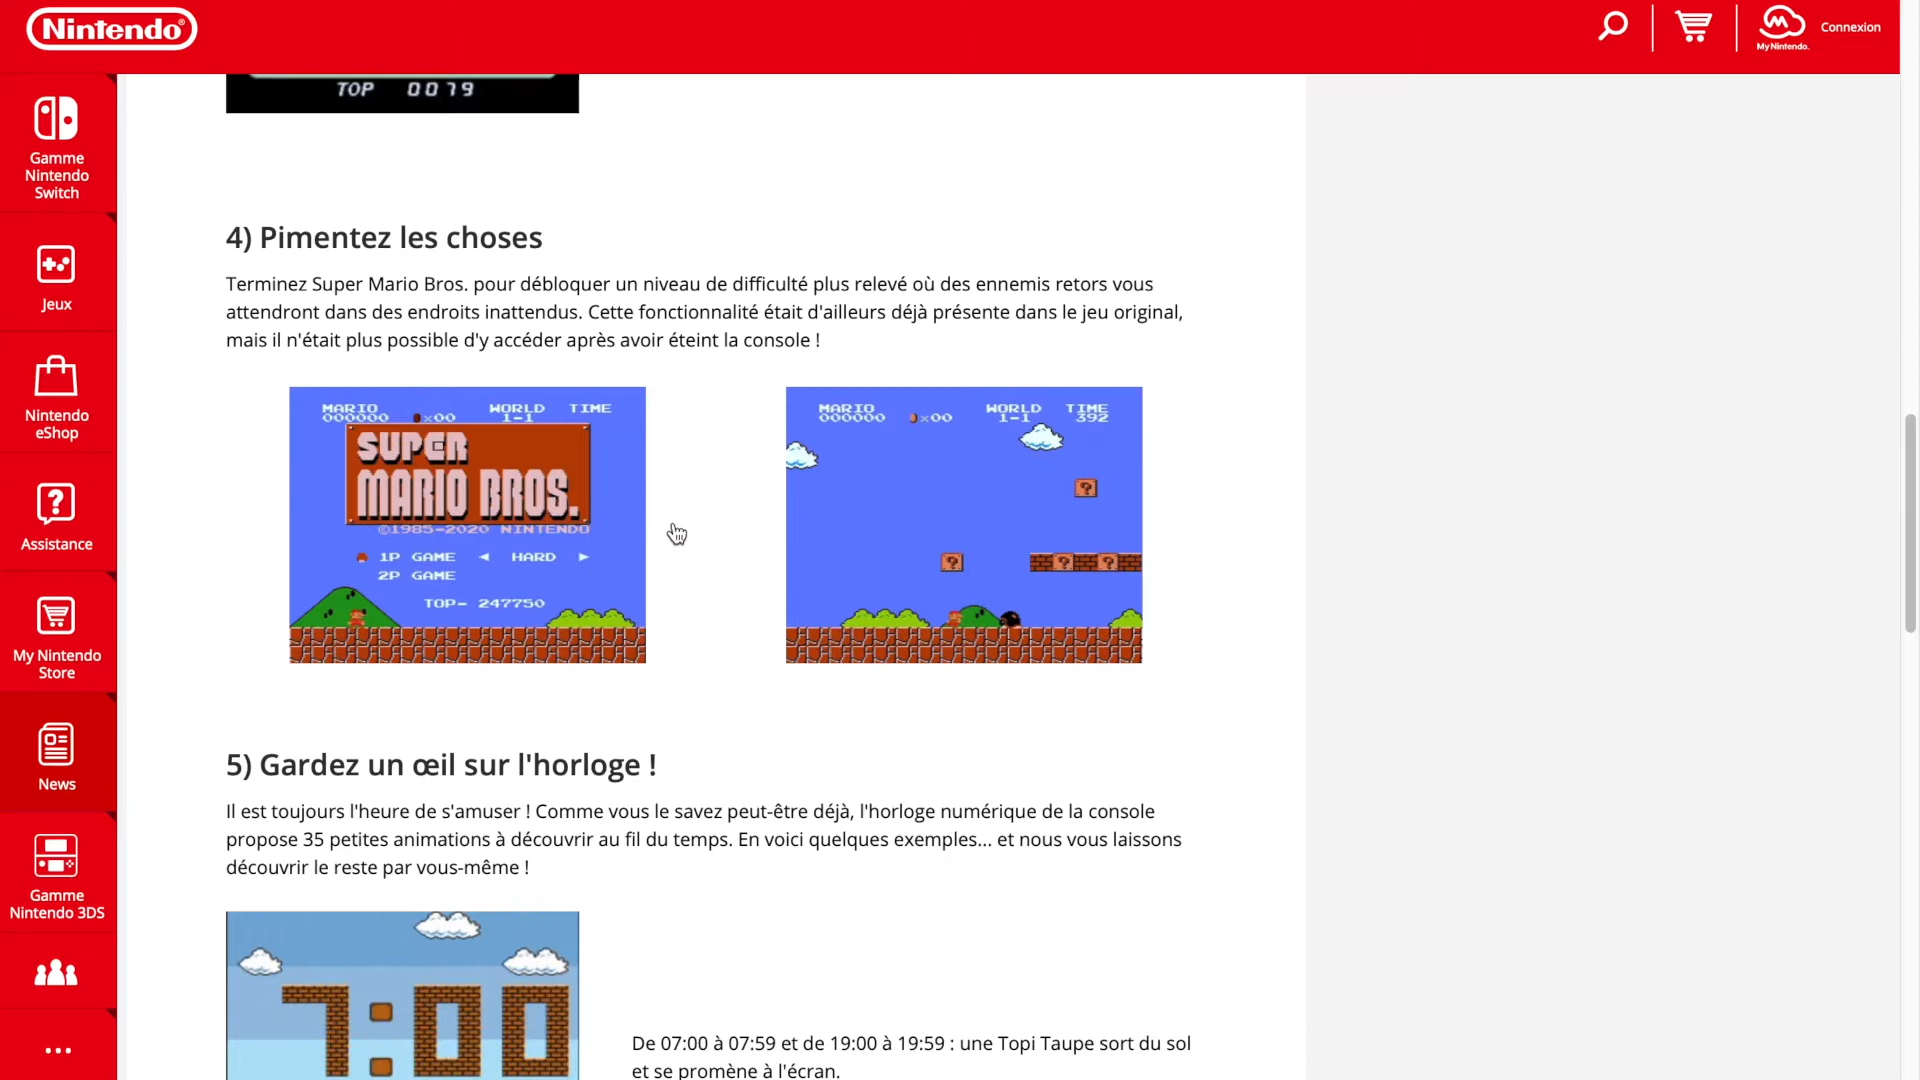 Nintendo®
My Nintendo.
Connexion
Gamme
Nintendo
Switch
Jeux
Nintendo
eShop
Assistance
My Nintendo
Store
News
Gamme
Nintendo 3DS
...
TOP 0079
4) Pimentez les choses
Terminez Super Mario Bros. pour débloquer un niveau de difficulté plus relevé où des ennemis retors vous
attendront dans des endroits inattendus. Cette fonctionnalité était d'ailleurs déjà présente dans le jeu original,
mais il n'était plus possible d'y accéder après avoir éteint la console !
MARIO WORLD TIME
000000 ×00 1-1
SUPER
MARIO BROS.
©1985-2020 NINTENDO
1P GAME ◄ HARD ►
2P GAME
TOP- 247750
MARIO WORLD TIME
000000 ×00 1-1 392
?
? ? ?
5) Gardez un œil sur l'horloge !
Il est toujours l'heure de s'amuser ! Comme vous le savez peut-être déjà, l'horloge numérique de la console
propose 35 petites animations à découvrir au fil du temps. En voici quelques exemples... et nous vous laissons
découvrir le reste par vous-même !
7:00
De 07:00 à 07:59 et de 19:00 à 19:59 : une Topi Taupe sort du sol
et se promène à l'écran.